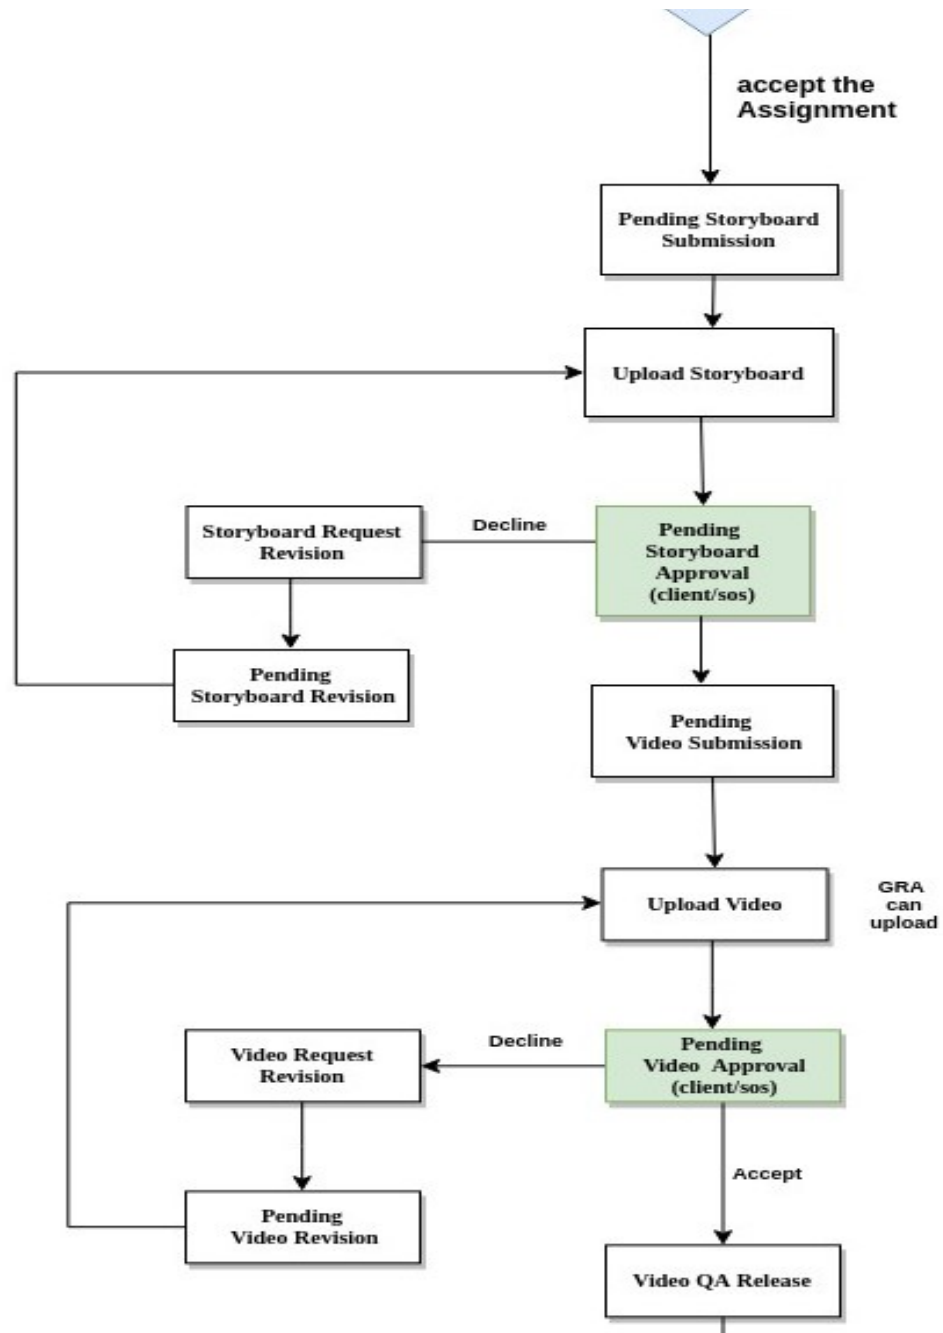 accept the
Assignment
Pending Storyboard
Submission
Upload Storyboard
Storyboard Request
Revision
Decline
Pending
Storyboard
Approval
(client/sos)
Pending
Storyboard Revision
Pending
Video Submission
Upload Video
GRA
can
upload
Video Request
Revision
Decline
Pending
Video Approval
(client/sos)
Accept
Pending
Video Revision
Video QA Release